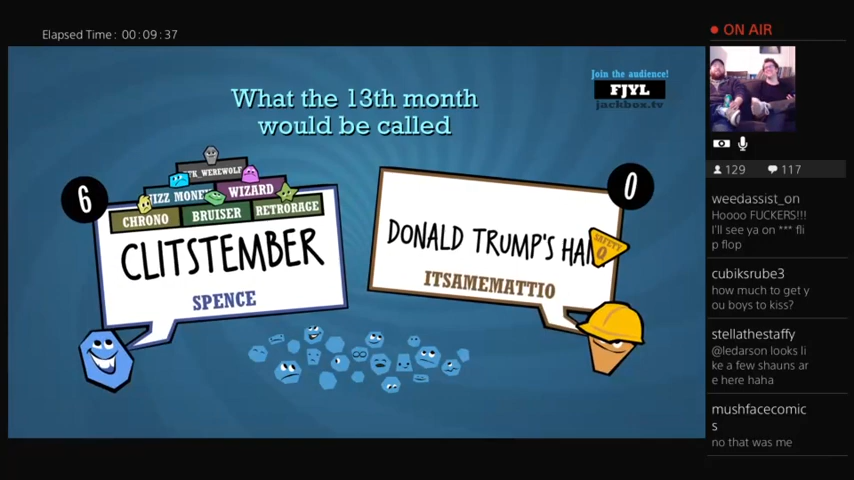 Elapsed Time: 00:09:37
ON AIR
What the 13th month
would be called
Join the audience!
FJYL
jackbox.tv
6
WEREWOLF
MONEY
WIZARD
CHRONO
BRUISER
RETRORAGE
CLITSTEMBER
SPENCE
0
DONALD TRUMP'S
SAFETY
Q
ITSAMEMATTIO
129
117
weedassist_on
Hoooo FUCKERS!!!
I'll see ya on *** fli
p flop
cubiksrube3
how much to get y
ou boys to kiss?
stellathestaffy
@ledarson looks li
ke a few shauns ar
e here haha
mushfacecomic
s
no that was me